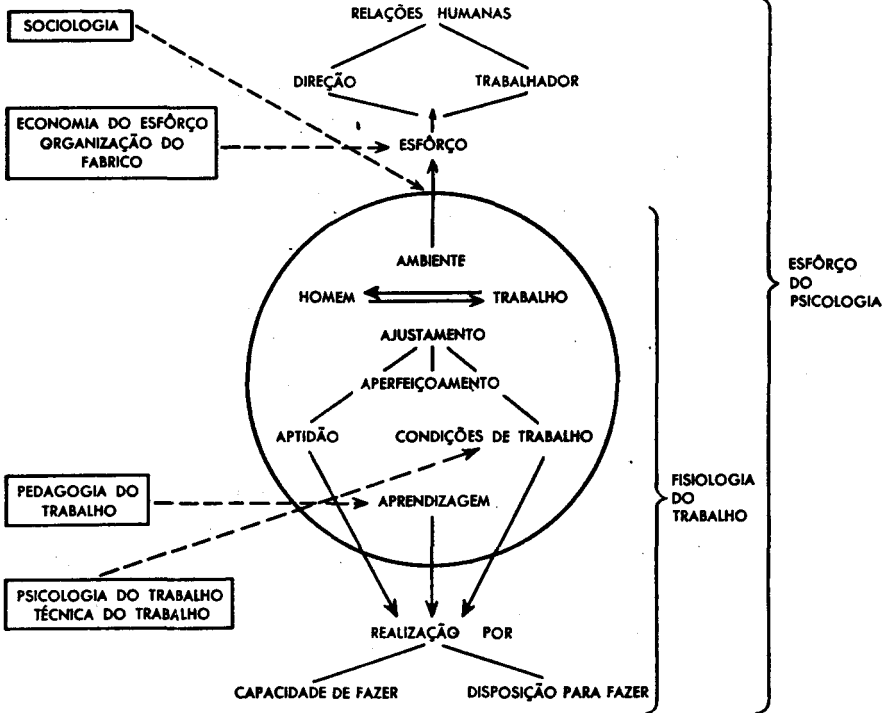 RELAÇÕES HUMANAS
SOCIOLOGIA
DIREÇÃO
TRABALHADOR
ECONOMIA DO ESFÔRÇO
ORGANIZAÇÃO DO
FABRICO
ESFÔRÇO
AMBIENTE
HOMEM
TRABALHO
ESFÔRÇO
DO
PSICOLOGIA
AJUSTAMENTO
APERFEIÇOAMENTO
APTIDÃO
CONDIÇÕES DE TRABALHO
PEDAGOGIA DO
TRABALHO
APRENDIZAGEM
FISIOLOGIA
DO
TRABALHO
PSICOLOGIA DO TRABALHO
TÉCNICA DO TRABALHO
REALIZAÇÃO POR
CAPACIDADE DE FAZER
DISPOSIÇÃO PARA FAZER